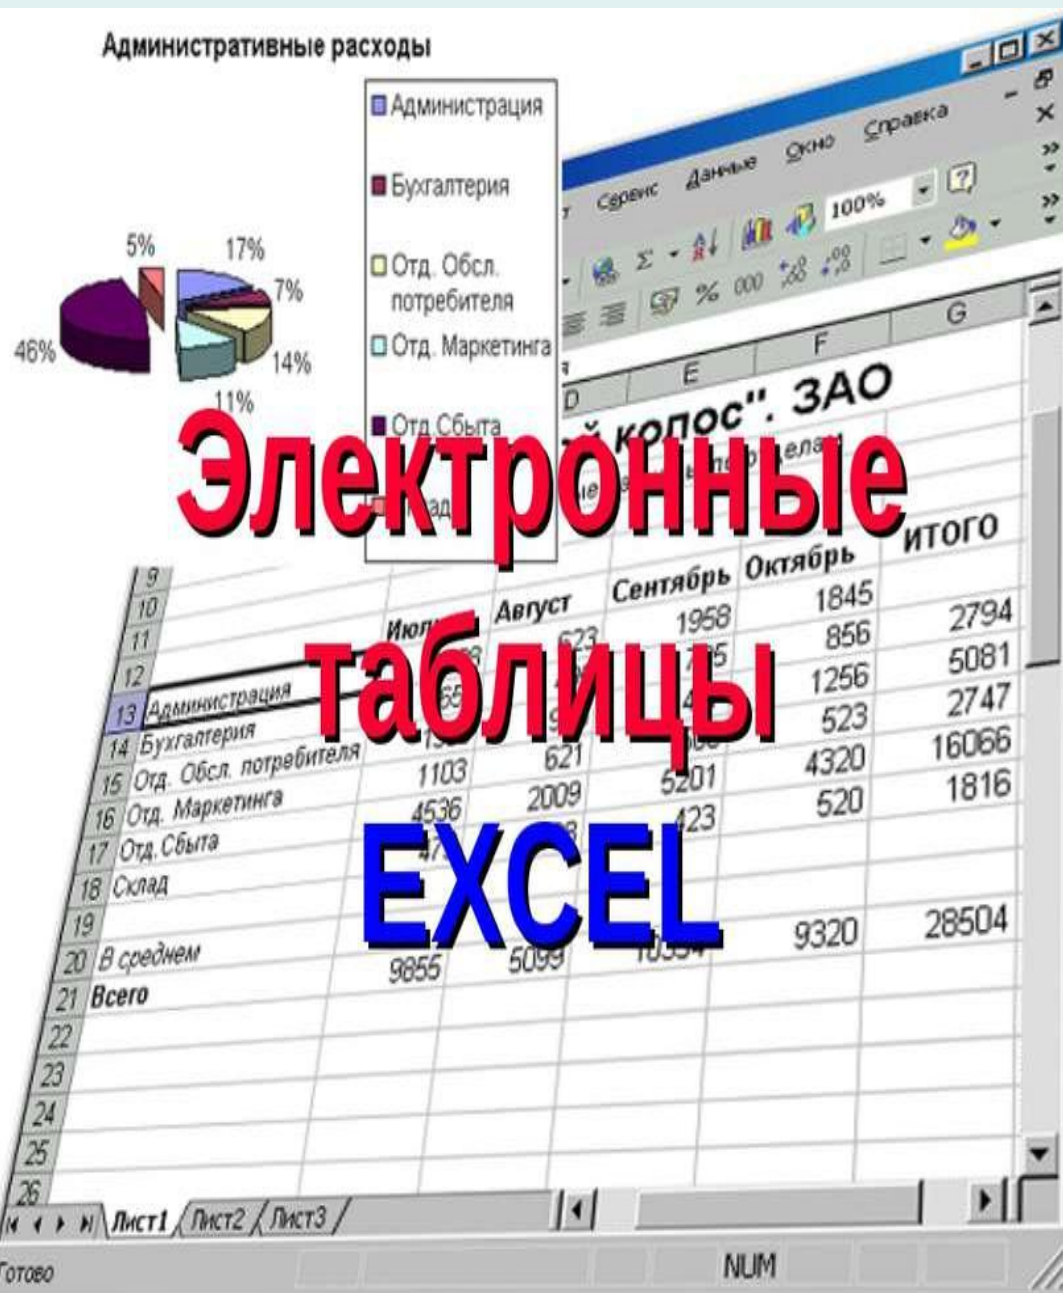 Административные расходы
Администрация
Бухгалтерия
Отд. Обсл.
потребителя
Отд. Маркетинга
Отд Сбыта
5%
17%
7%
46%
14%
11%
Сервис Данные Окно Справка
100%
% 000
D E F G
колос". ЗАО
Электронные
таблицы
EXCEL
Август Сентябрь Октябрь ИТОГО
9
10
11
12
13 Администрация
14 Бухгалтерия
15 Отд. Обсл. потребителя
16 Отд. Маркетинга
17 Отд. Сбыта
18 Склад
19
20 В среднем
21 Всего
22
23
24
25
26
1958 1845
856 2794
1256 5081
621 523 2747
1103 2009 5201 4320 16066
4536 423 520 1816
9855 5099 9320 28504
Лист1 Лист2 Лист3
Готово
NUM